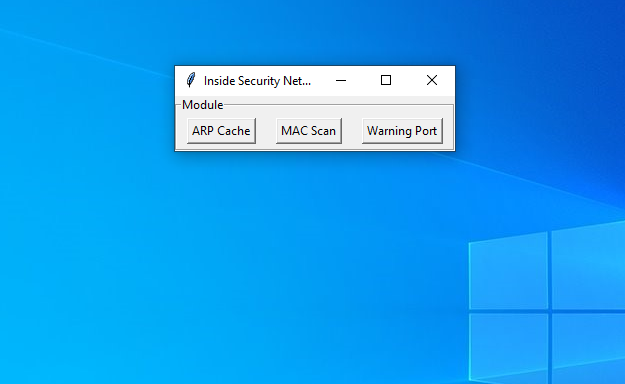 Inside Security Net...
Module
ARP Cache MAC Scan Warning Port